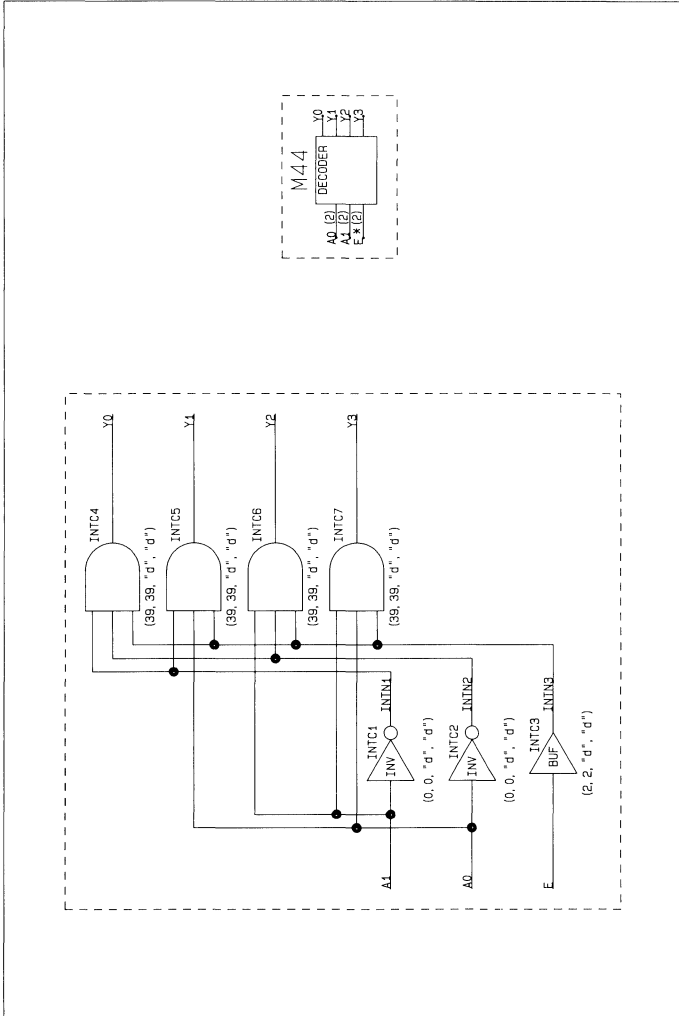 M44
DECODER
A0 (2)
A1 (2)
E * (2)
Y0
Y1
Y2
Y3
INTC4
Y0
(39, 39, "d", "d")
INTC5
Y1
(39, 39, "d", "d")
INTC6
Y2
(39, 39, "d", "d")
INTC7
Y3
(39, 39, "d", "d")
A1
INTC1
INV
INTN1
(0, 0, "d", "d")
A0
INTC2
INV
INTN2
(0, 0, "d", "d")
E
INTC3
BUF
INTN3
(2, 2, "d", "d")